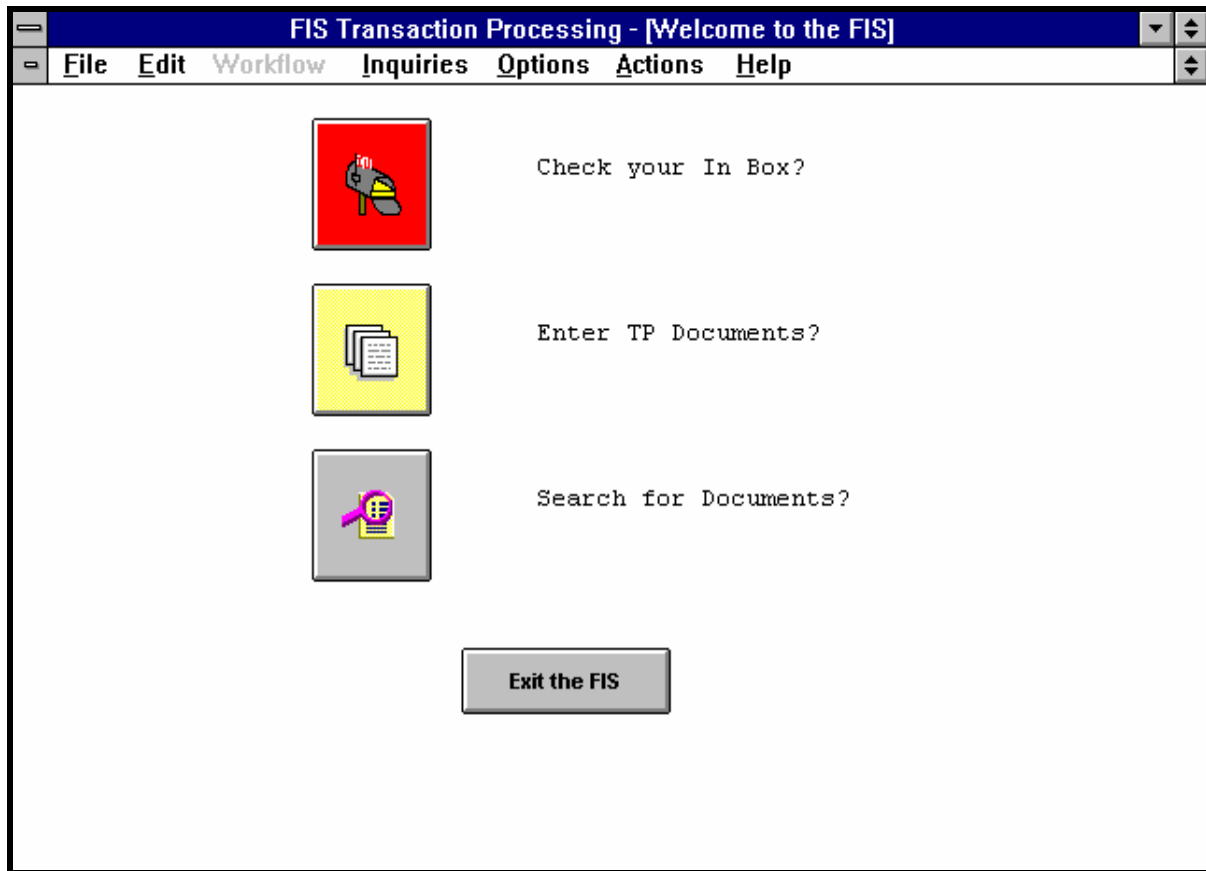 FIS Transaction Processing - [Welcome to the FIS]
File Edit Workflow Inquiries Options Actions Help
Check your In Box?
Enter TP Documents?
Search for Documents?
Exit the FIS